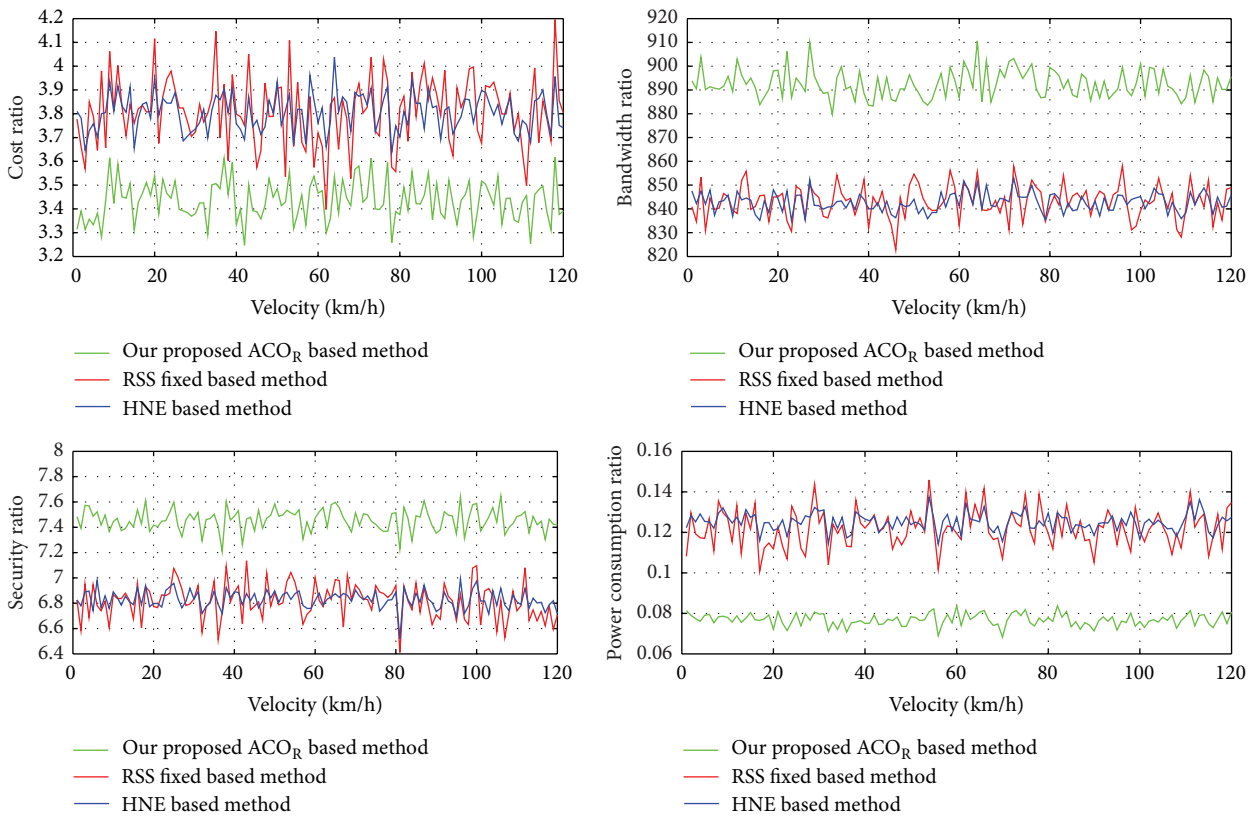 Cost ratio
4.2
4.1
4
3.9
3.8
3.7
3.6
3.5
3.4
3.3
3.2
0 20 40 60 80 100 120
Velocity (km/h)
Our proposed ACO_R based method
RSS fixed based method
HNE based method
Bandwidth ratio
920
910
900
890
880
870
860
850
840
830
820
0 20 40 60 80 100 120
Velocity (km/h)
Our proposed ACO_R based method
RSS fixed based method
HNE based method
Security ratio
8
7.8
7.6
7.4
7.2
7
6.8
6.6
6.4
0 20 40 60 80 100 120
Velocity (km/h)
Our proposed ACO_R based method
RSS fixed based method
HNE based method
Power consumption ratio
0.16
0.14
0.12
0.1
0.08
0.06
0 20 40 60 80 100 120
Velocity (km/h)
Our proposed ACO_R based method
RSS fixed based method
HNE based method